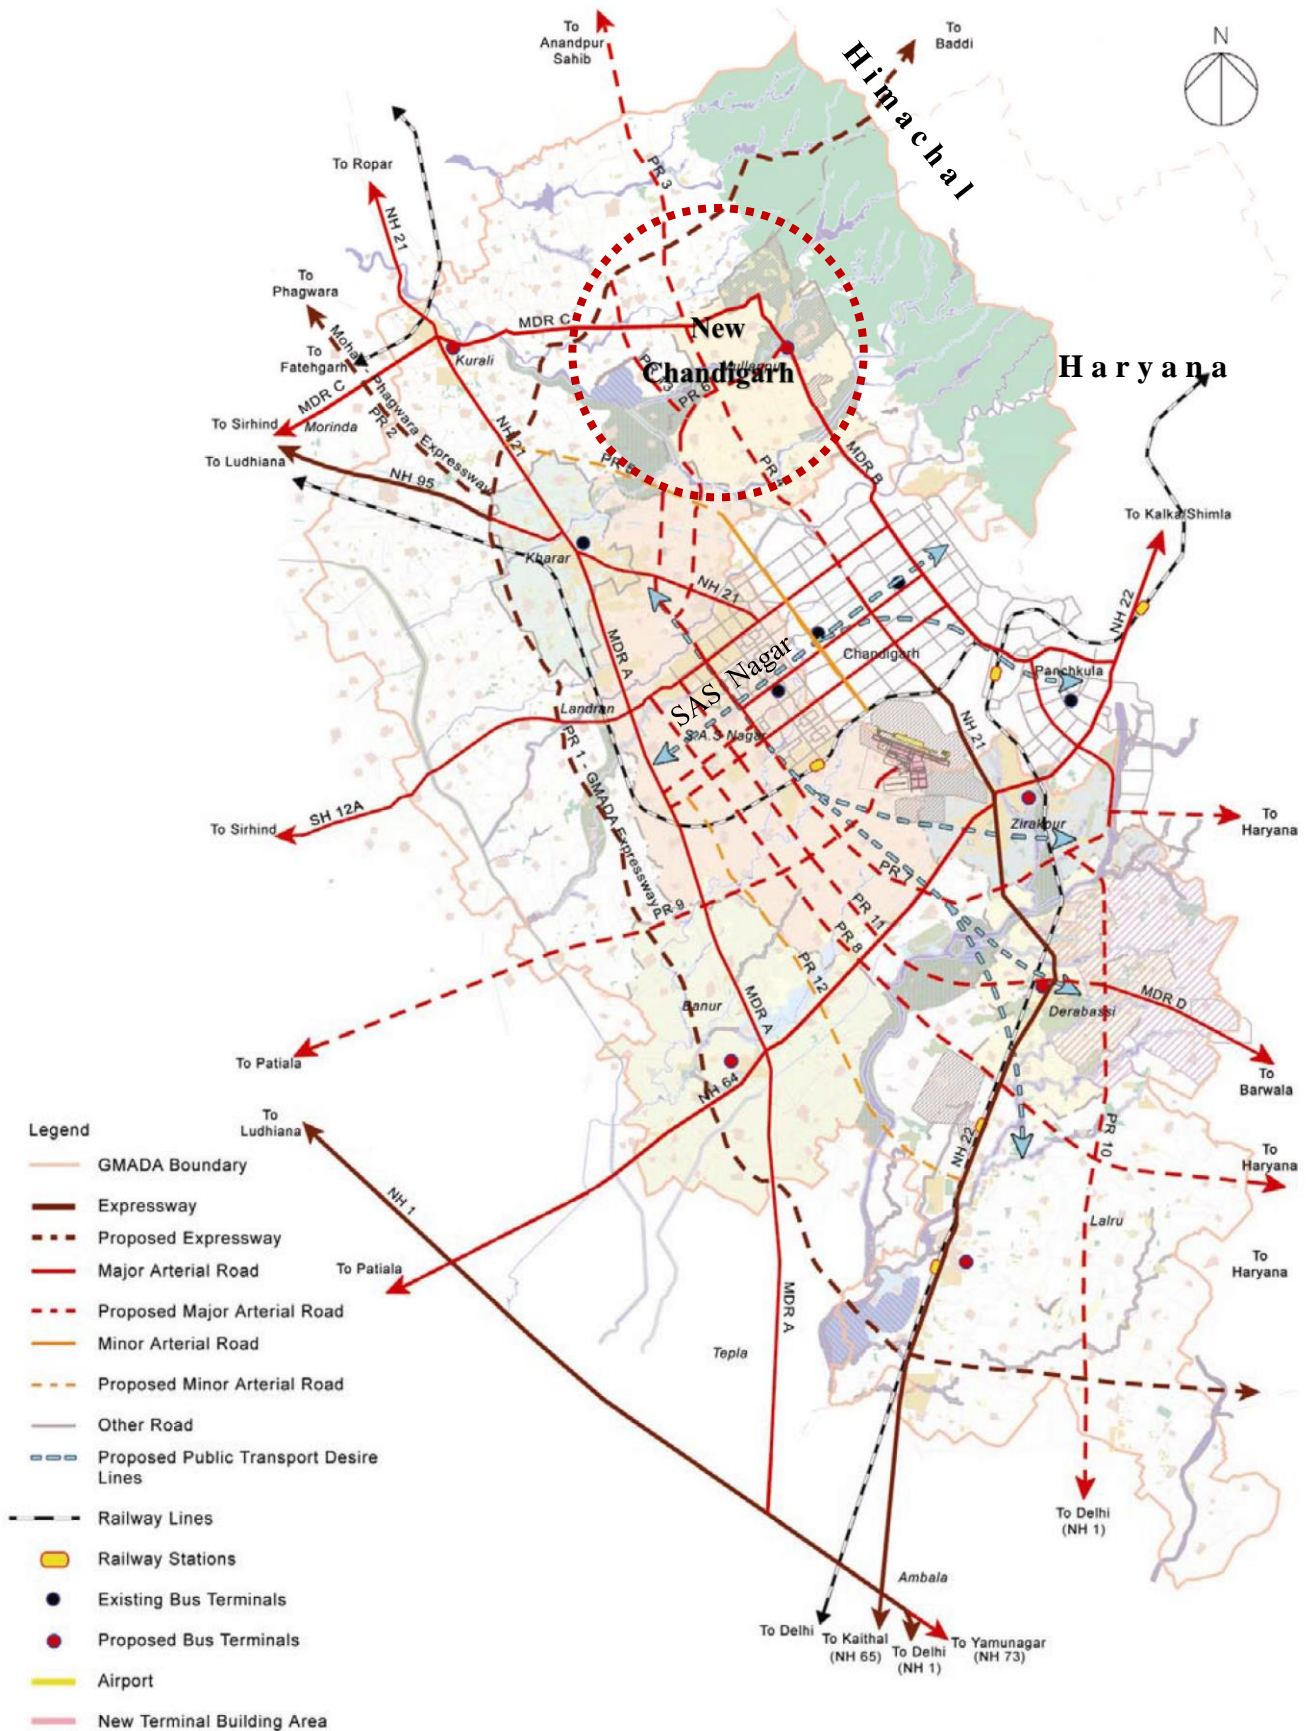 To
Anandpur
Sahib
To
Baddi
N
Himachal
To Ropar
PR 3
NH 21
To
Phagwara
MDR C
New
Mohali - Phagwara Expressway
To
Fatehgarh
Kurali
Chandigarh
PR 6
Haryana
MDR C
PR 2
To Sirhind
Morinda
NH 21
To Ludhiana
PR 5
PR 4
MDR B
NH 95
To Kalka/Shimla
Kharar
NH 21
NH 22
MDR A
SAS Nagar
Chandigarh
Panchkula
Landran
S.A.S Nagar
NH 21
PR 1 - GMADA Expressway
SH 12A
To Sirhind
Zirakpur
To
Haryana
PR 7
PR 9
PR 11
PR 8
PR 12
Banur
MDR A
MDR D
Derabassi
To Patiala
To
Barwala
NH 64
To
Ludhiana
PR 10
NH 22
To
Haryana
NH 1
Lalru
To
Haryana
To Patiala
MDR A
Tepla
To Delhi
(NH 1)
Ambala
To Delhi
To Kaithal
(NH 65)
To Delhi
(NH 1)
To Yamunagar
(NH 73)
Legend
GMADA Boundary
Expressway
Proposed Expressway
Major Arterial Road
Proposed Major Arterial Road
Minor Arterial Road
Proposed Minor Arterial Road
Other Road
Proposed Public Transport Desire
Lines
Railway Lines
Railway Stations
Existing Bus Terminals
Proposed Bus Terminals
Airport
New Terminal Building Area